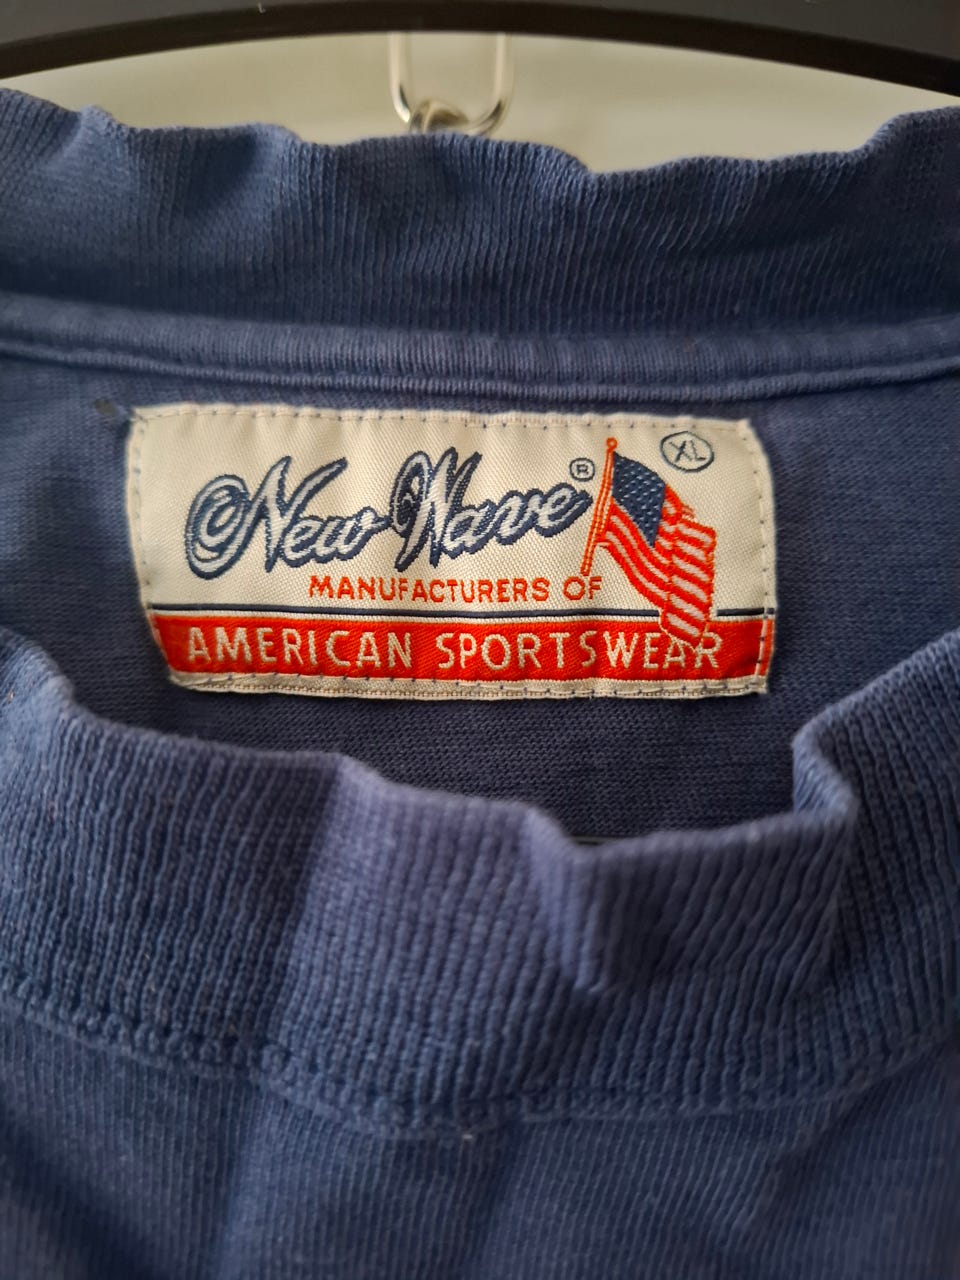 New Wave®
XL
MANUFACTURERS OF
AMERICAN SPORTSWEAR